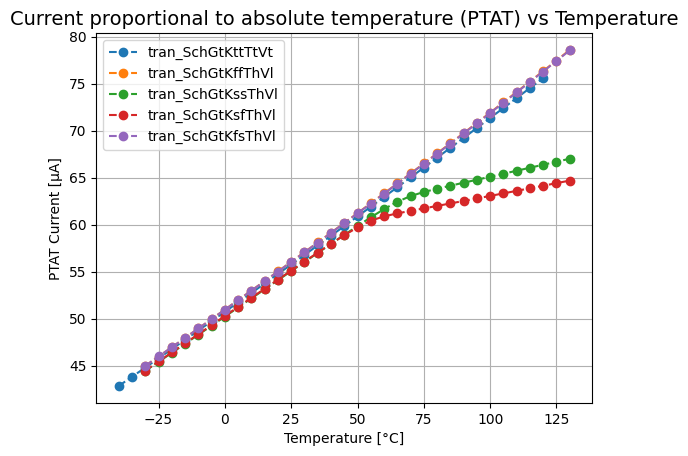 Current proportional to absolute temperature (PTAT) vs Temperature
80
75
70
65
60
55
50
45
PTAT Current [µA]
tran_SchGtKttTtVt
tran_SchGtKffThVl
tran_SchGtKssThVl
tran_SchGtKsfThVl
tran_SchGtKfsThVl
−25
0
25
50
75
100
125
Temperature [°C]